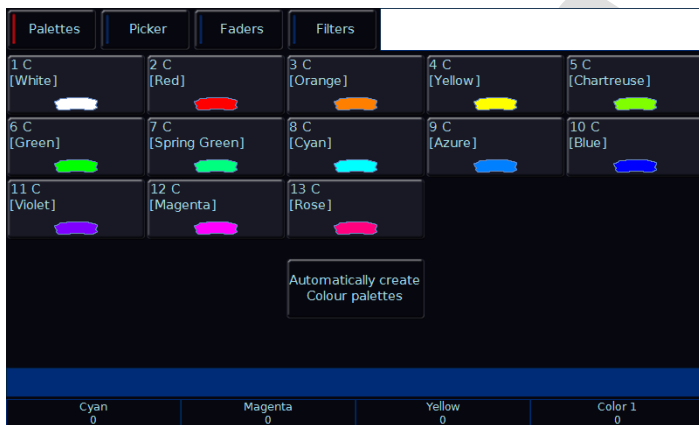 Palettes Picker Faders Filters
1 C 2 C 3 C 4 C 5 C
[White] [Red] [Orange] [Yellow] [Chartreuse]
6 C 7 C 8 C 9 C 10 C
[Green] [Spring Green] [Cyan] [Azure] [Blue]
11 C 12 C 13 C
[Violet] [Magenta] [Rose]
Automatically create
Colour palettes
Cyan Magenta Yellow Color 1
0 0 0 0